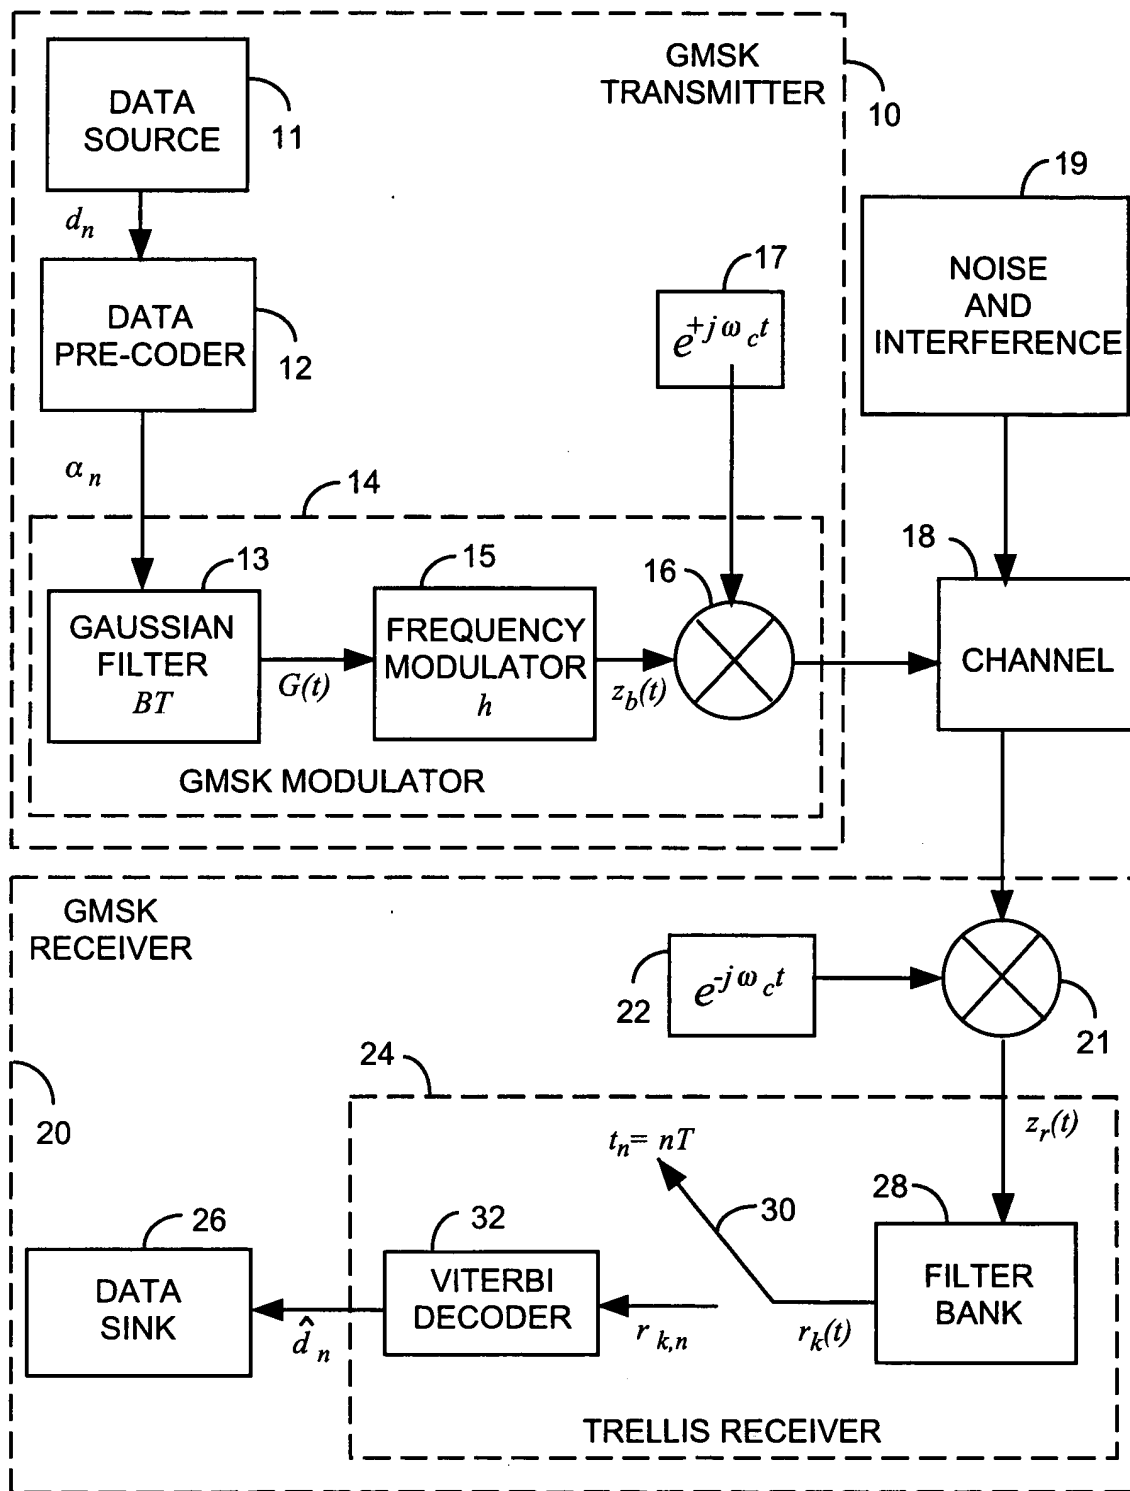 GMSK
TRANSMITTER
10
DATA
SOURCE
11
d_n
DATA
PRE-CODER
12
α_n
19
NOISE
AND
INTERFERENCE
17
e^{+jω_c t}
14
13
GAUSSIAN
FILTER
BT
G(t)
15
FREQUENCY
MODULATOR
h
z_b(t)
16
GMSK MODULATOR
18
CHANNEL
GMSK
RECEIVER
20
22
e^{-jω_c t}
21
24
z_r(t)
t_n= nT
30
28
FILTER
BANK
r_k(t)
r_{k,n}
32
VITERBI
DECODER
d̂_n
26
DATA
SINK
TRELLIS RECEIVER